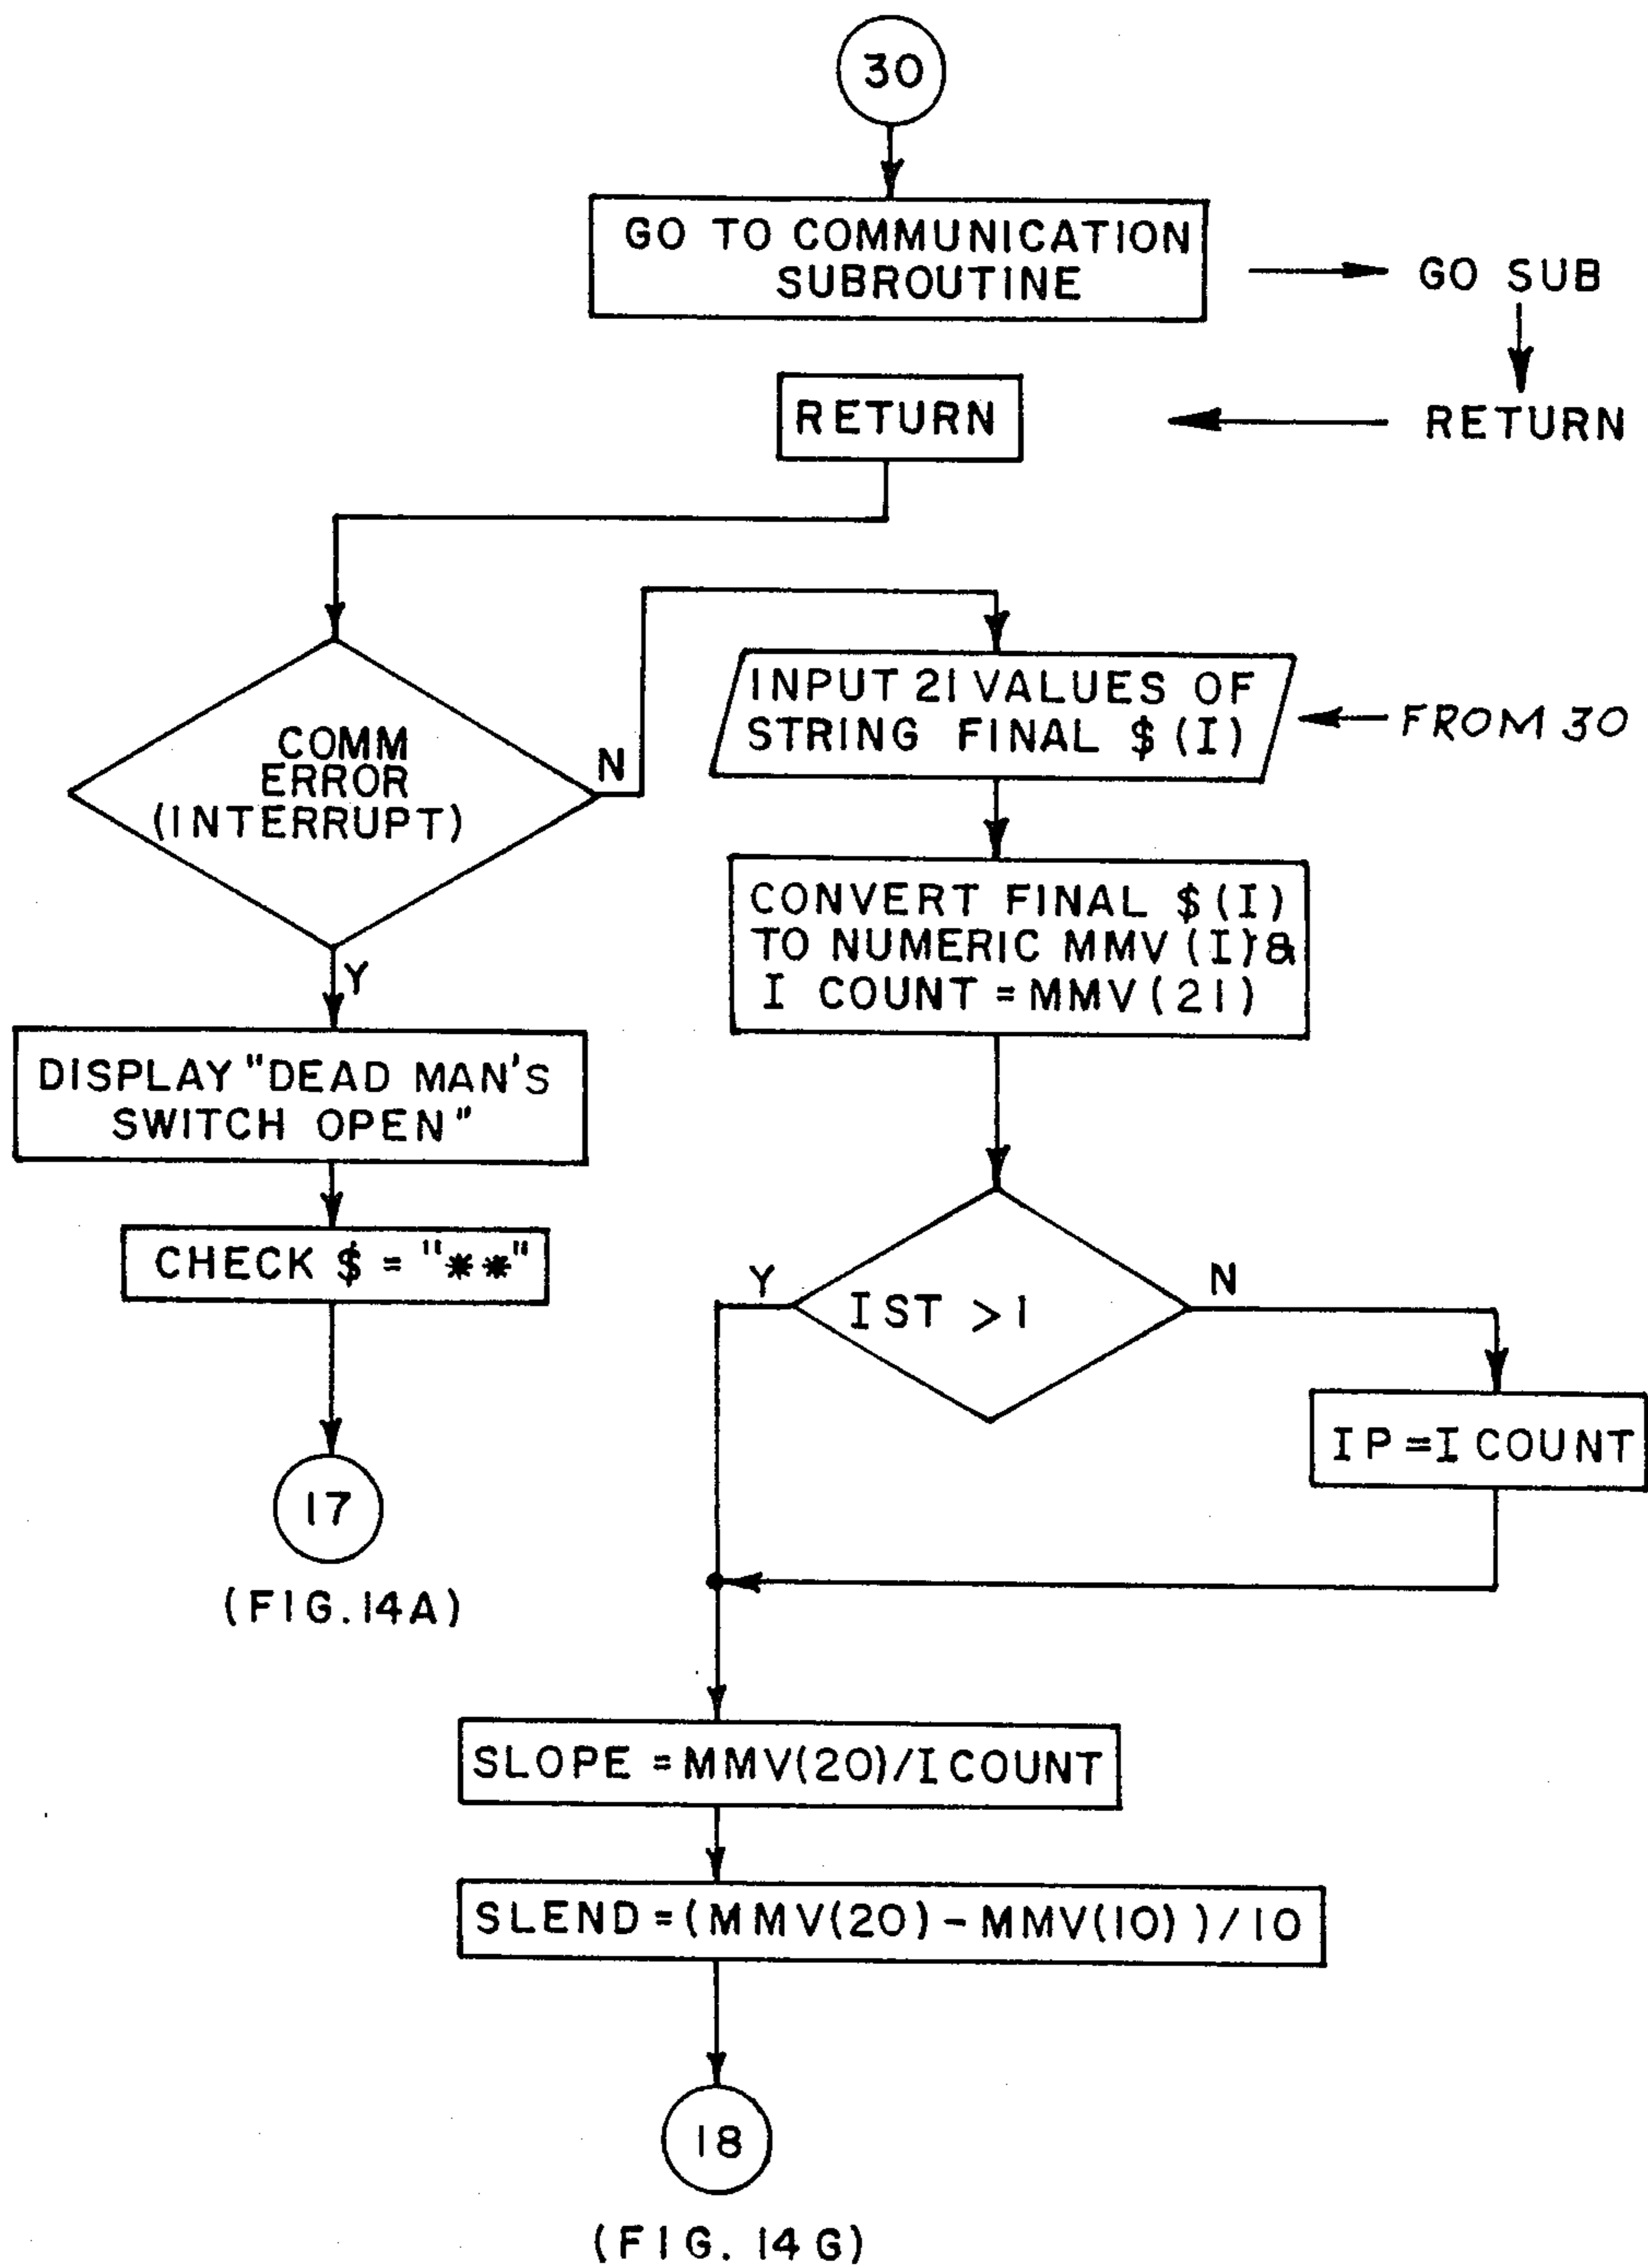 30
GO TO COMMUNICATION
SUBROUTINE
GO SUB
RETURN
RETURN
COMM
ERROR
(INTERRUPT)
N
Y
INPUT 21 VALUES OF
STRING FINAL $(I)
FROM 30
CONVERT FINAL $(I)
TO NUMERIC MMV(I)&
I COUNT=MMV(21)
DISPLAY "DEAD MAN'S
SWITCH OPEN"
CHECK $ = "**"
17
(FIG.14A)
Y
IST >1
N
IP=I COUNT
SLOPE =MMV(20)/I COUNT
SLEND=(MMV(20)-MMV(10))/10
18
(FIG. 14G)